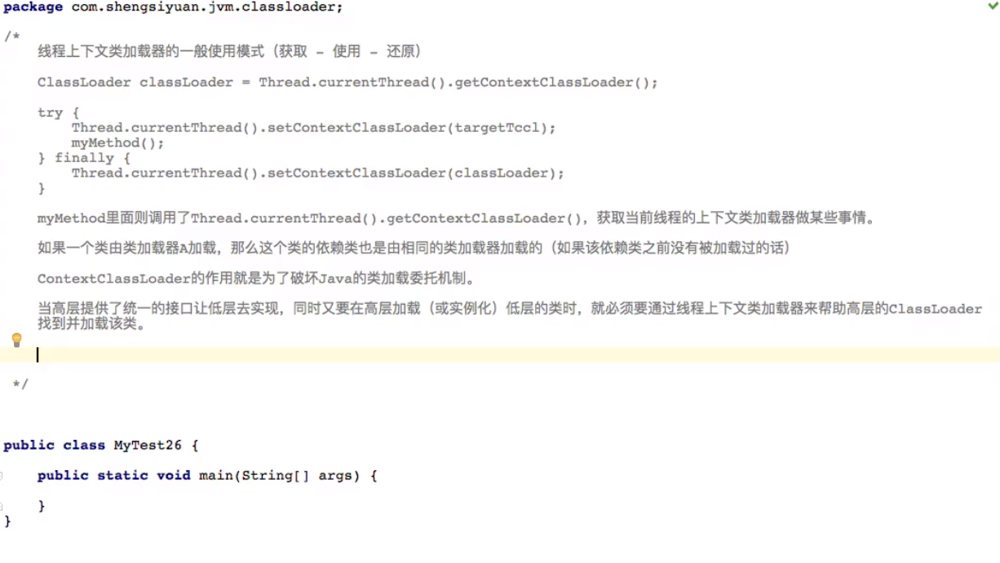 package com.shengsiyuan.jvm.classloader;
/*
线程上下文类加载器的一般使用模式（获取 - 使用 - 还原）
ClassLoader classLoader = Thread.currentThread().getContextClassLoader();
try {
Thread.currentThread().setContextClassLoader(targetTccl);
myMethod();
} finally {
Thread.currentThread().setContextClassLoader(classLoader);
}
myMethod里面则调用了Thread.currentThread().getContextClassLoader()，获取当前线程的上下文类加载器做某些事情。
如果一个类由类加载器A加载，那么这个类的依赖类也是由相同的类加载器加载的（如果该依赖类之前没有被加载过的话）
ContextClassLoader的作用就是为了破坏Java的类加载委托机制。
当高层提供了统一的接口让低层去实现，同时又要在高层加载（或实例化）低层的类时，就必须要通过线程上下文类加载器来帮助高层的ClassLoader
找到并加载该类。
*/
public class MyTest26 {
public static void main(String[] args) {
}
}